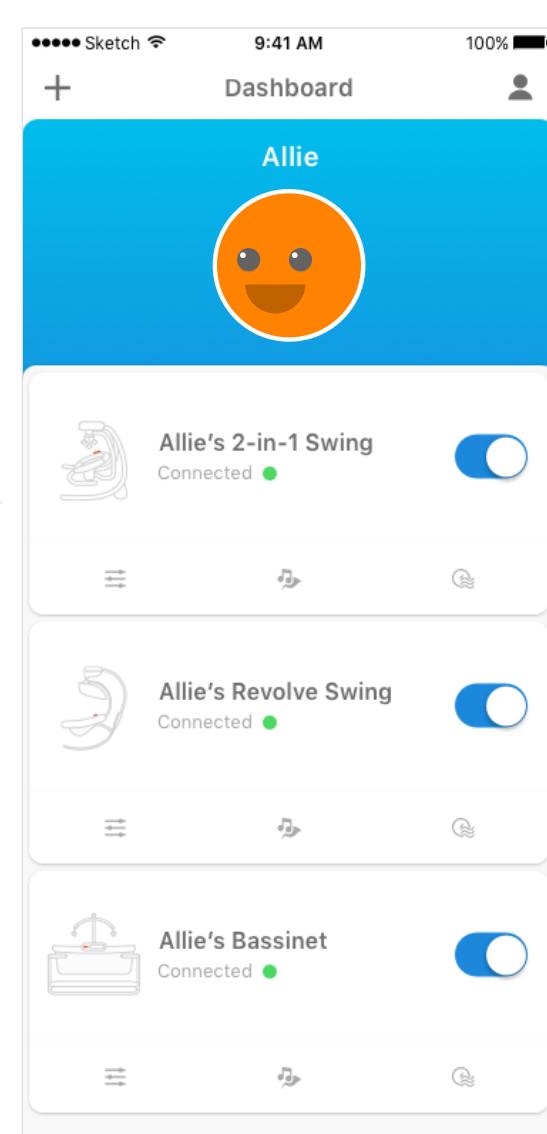 Sketch 9:41 AM 100%
Dashboard
Allie
Allie's 2-in-1 Swing
Connected
Allie's Revolve Swing
Connected
Allie's Bassinet
Connected